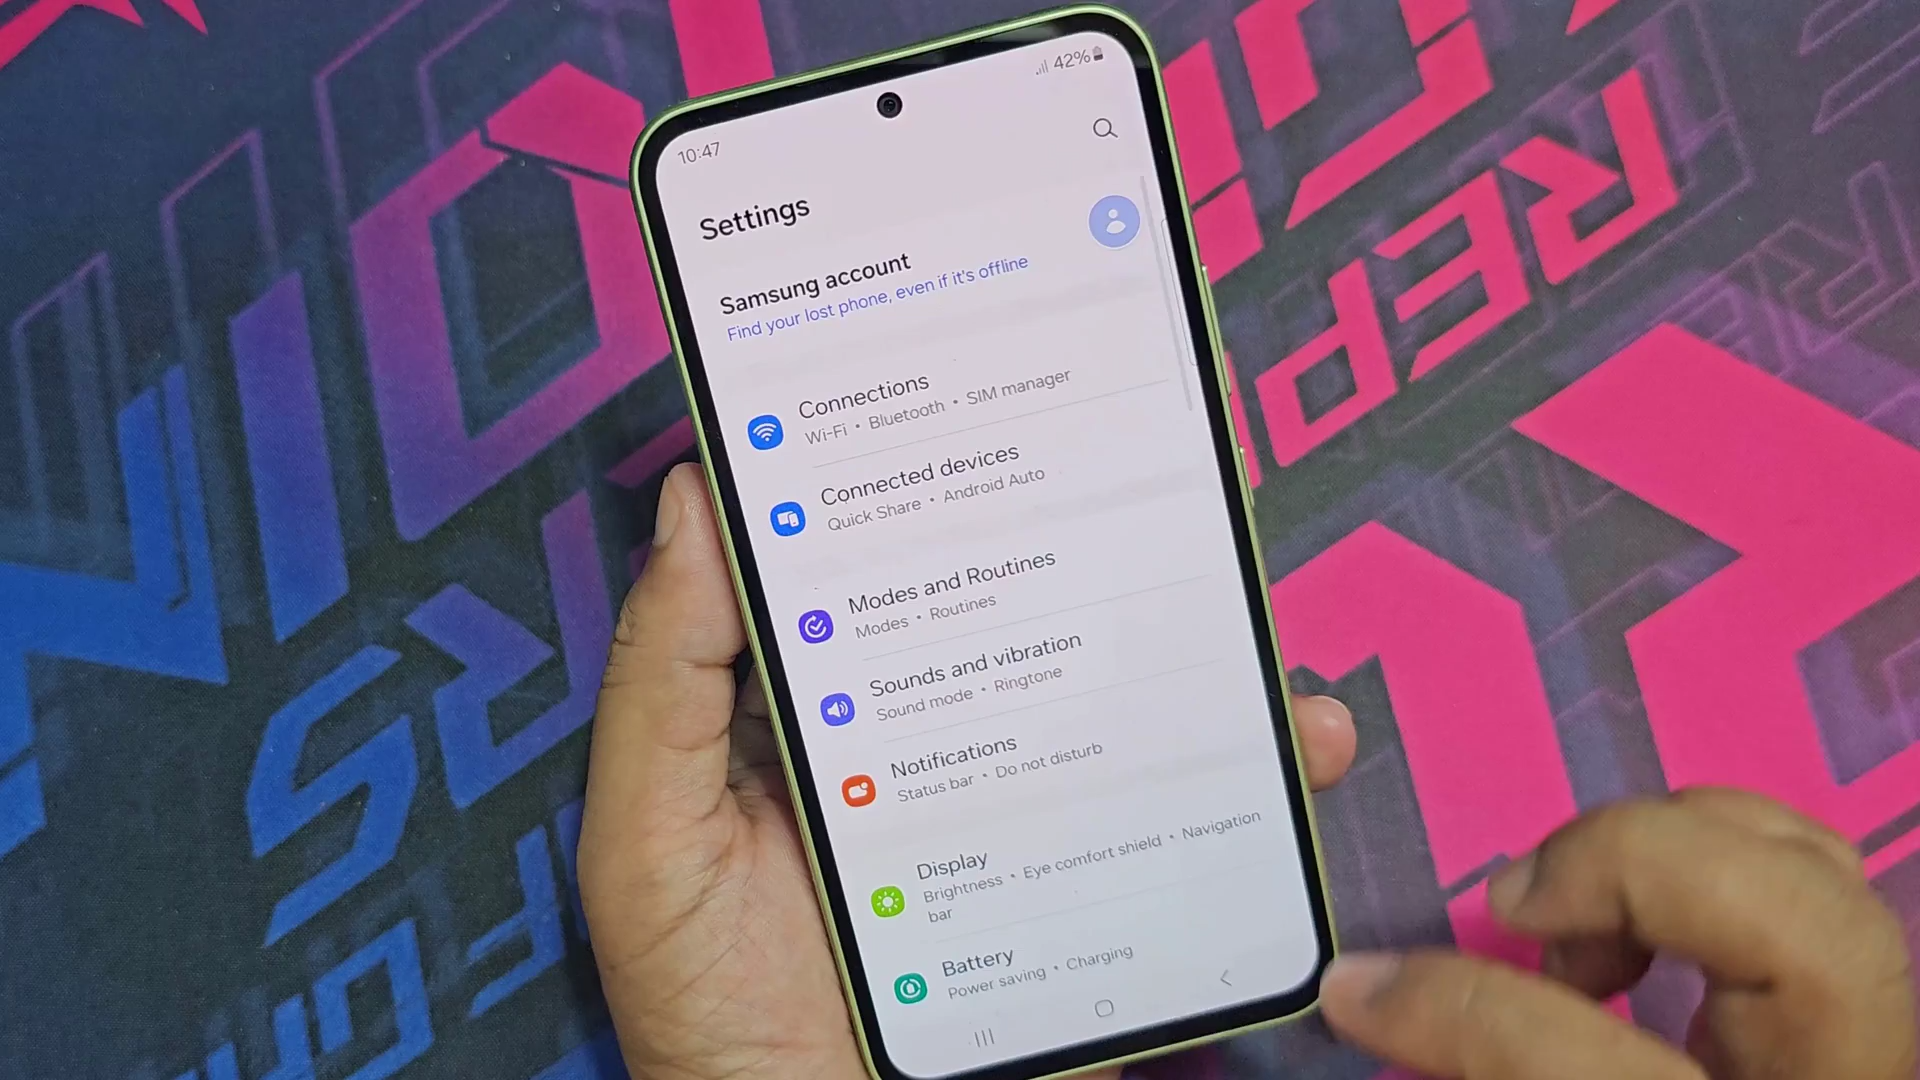 42%
10:47
Settings
Samsung account
Find your lost phone, even if it's offline
Connections
Wi-Fi • Bluetooth • SIM manager
Connected devices
Quick Share • Android Auto
Modes and Routines
Modes • Routines
Sounds and vibration
Sound mode • Ringtone
Notifications
Status bar • Do not disturb
Display
Brightness • Eye comfort shield • Navigation
bar
Battery
Power saving • Charging
REP